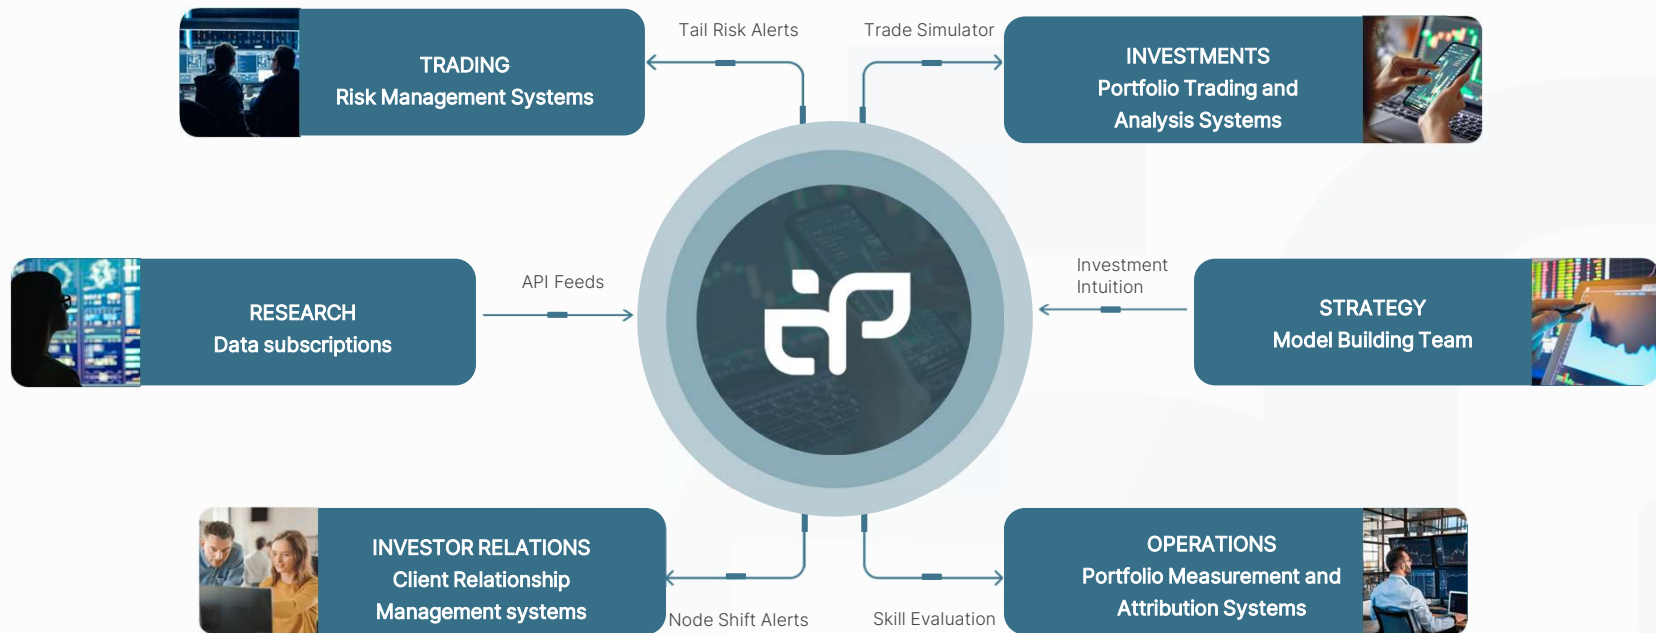 Tail Risk Alerts
Trade Simulator
TRADING
Risk Management Systems
INVESTMENTS
Portfolio Trading and
Analysis Systems
RESEARCH
Data subscriptions
API Feeds
Investment
Intuition
STRATEGY
Model Building Team
INVESTOR RELATIONS
Client Relationship
Management systems
Node Shift Alerts
Skill Evaluation
OPERATIONS
Portfolio Measurement and
Attribution Systems